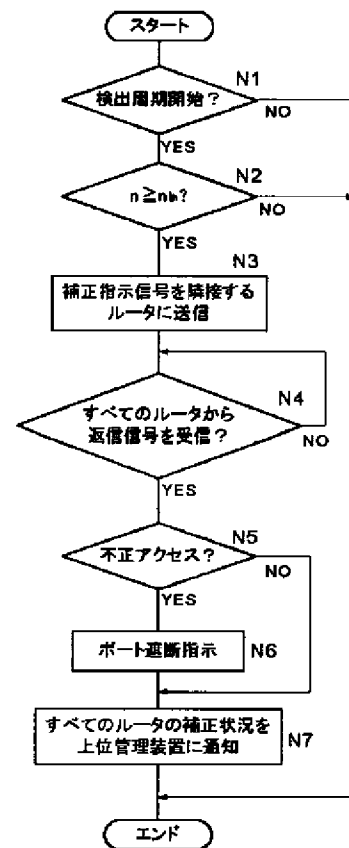 スタート
N1
検出周期開始？
NO
YES
N2
n≧nth?
NO
YES
N3
補正指示信号を隣接する
ルータに送信
N4
すべてのルータから
返信信号を受信？
NO
YES
N5
不正アクセス？
NO
YES
ポート遮断指示
N6
すべてのルータの補正状況を
上位管理装置に通知
N7
エンド